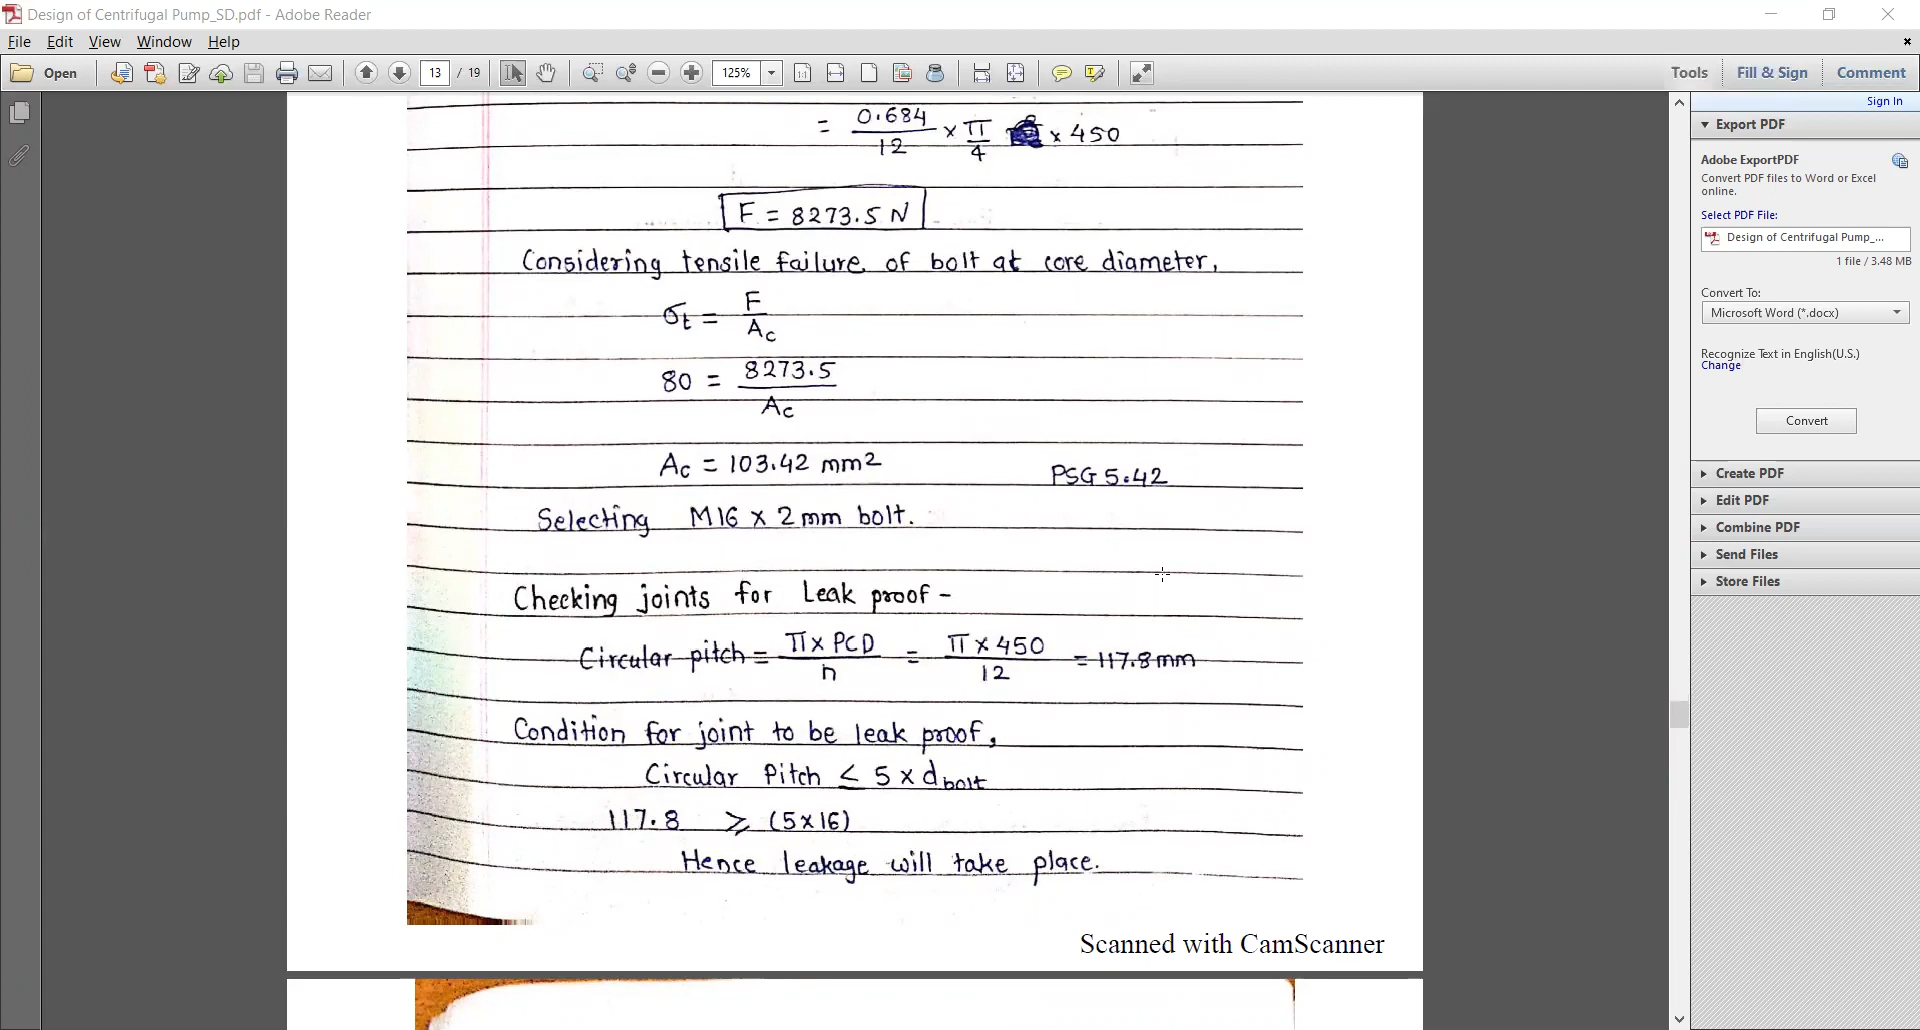 Design of Centrifugal Pump_SD.pdf - Adobe Reader
File Edit View Window Help
Open 13 / 19 125% Tools Fill & Sign Comment
Sign In
= 0.684/12 × π/4 × 450
F = 8273.5 N
Considering tensile failure of bolt at core diameter,
σt = F/Ac
80 = 8273.5/Ac
Ac = 103.42 mm2 PSG 5.42
Selecting M16 × 2 mm bolt.
Checking joints for Leak proof -
Circular pitch = π × PCD/n = π × 450/12 = 117.8 mm
Condition for joint to be leak proof,
Circular Pitch ≤ 5 × dbolt
117.8 ≥ (5×16)
Hence leakage will take place.
Scanned with CamScanner
Export PDF
Adobe ExportPDF
Convert PDF files to Word or Excel
online.
Select PDF File:
Design of Centrifugal Pump_...
1 file / 3.48 MB
Convert To:
Microsoft Word (*.docx)
Recognize Text in English(U.S.)
Change
Convert
Create PDF
Edit PDF
Combine PDF
Send Files
Store Files